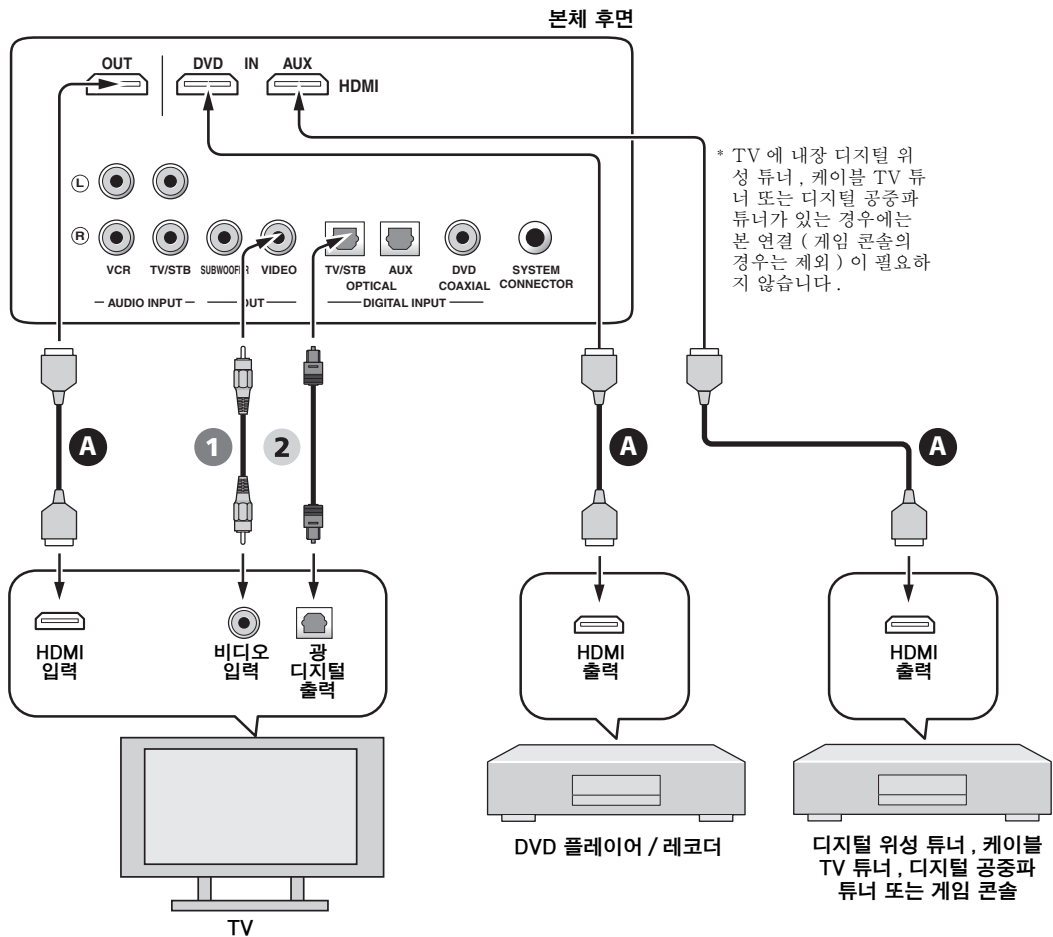 본체 후면
OUT
DVD IN AUX
HDMI
* TV 에 내장 디지털 위
성 튜너 , 케이블 TV 튜
너 또는 디지털 공중파
튜너가 있는 경우에는
본 연결 ( 게임 콘솔의
경우는 제외 ) 이 필요하
지 않습니다 .
L
R
VCR TV/STB SUBWOOFER VIDEO TV/STB AUX DVD SYSTEM
OPTICAL COAXIAL CONNECTOR
AUDIO INPUT OUT DIGITAL INPUT
A 1 2 A A
HDMI
입력
비디오
입력
광
디지털
출력
HDMI
출력
HDMI
출력
TV
DVD 플레이어 / 레코더
디지털 위성 튜너 , 케이블
TV 튜너 , 디지털 공중파
튜너 또는 게임 콘솔